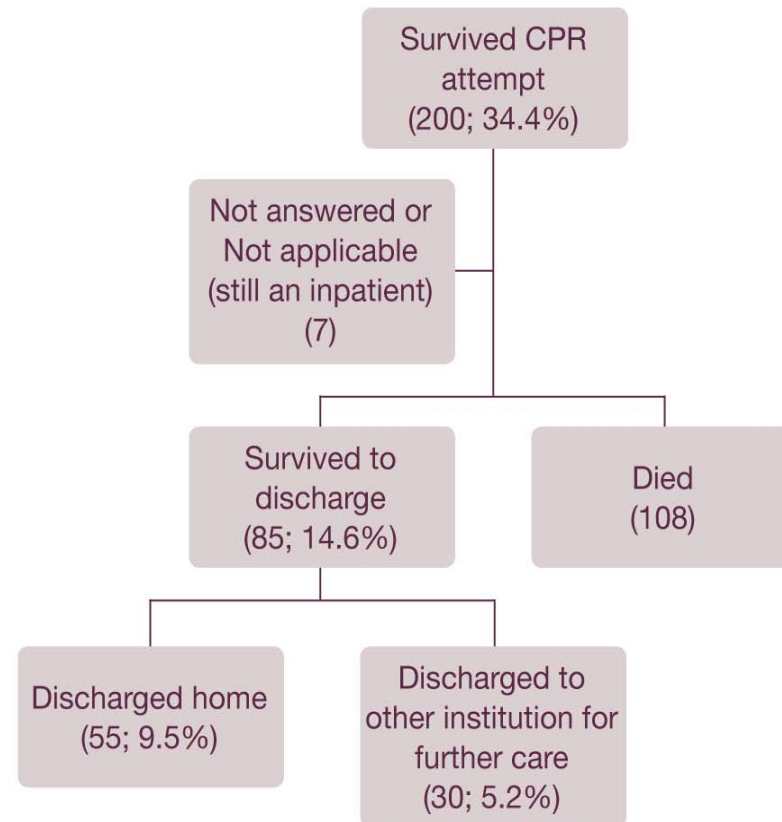 Survived CPR
attempt
(200; 34.4%)
Not answered or
Not applicable
(still an inpatient)
(7)
Survived to
discharge
(85; 14.6%)
Died
(108)
Discharged home
(55; 9.5%)
Discharged to
other institution for
further care
(30; 5.2%)